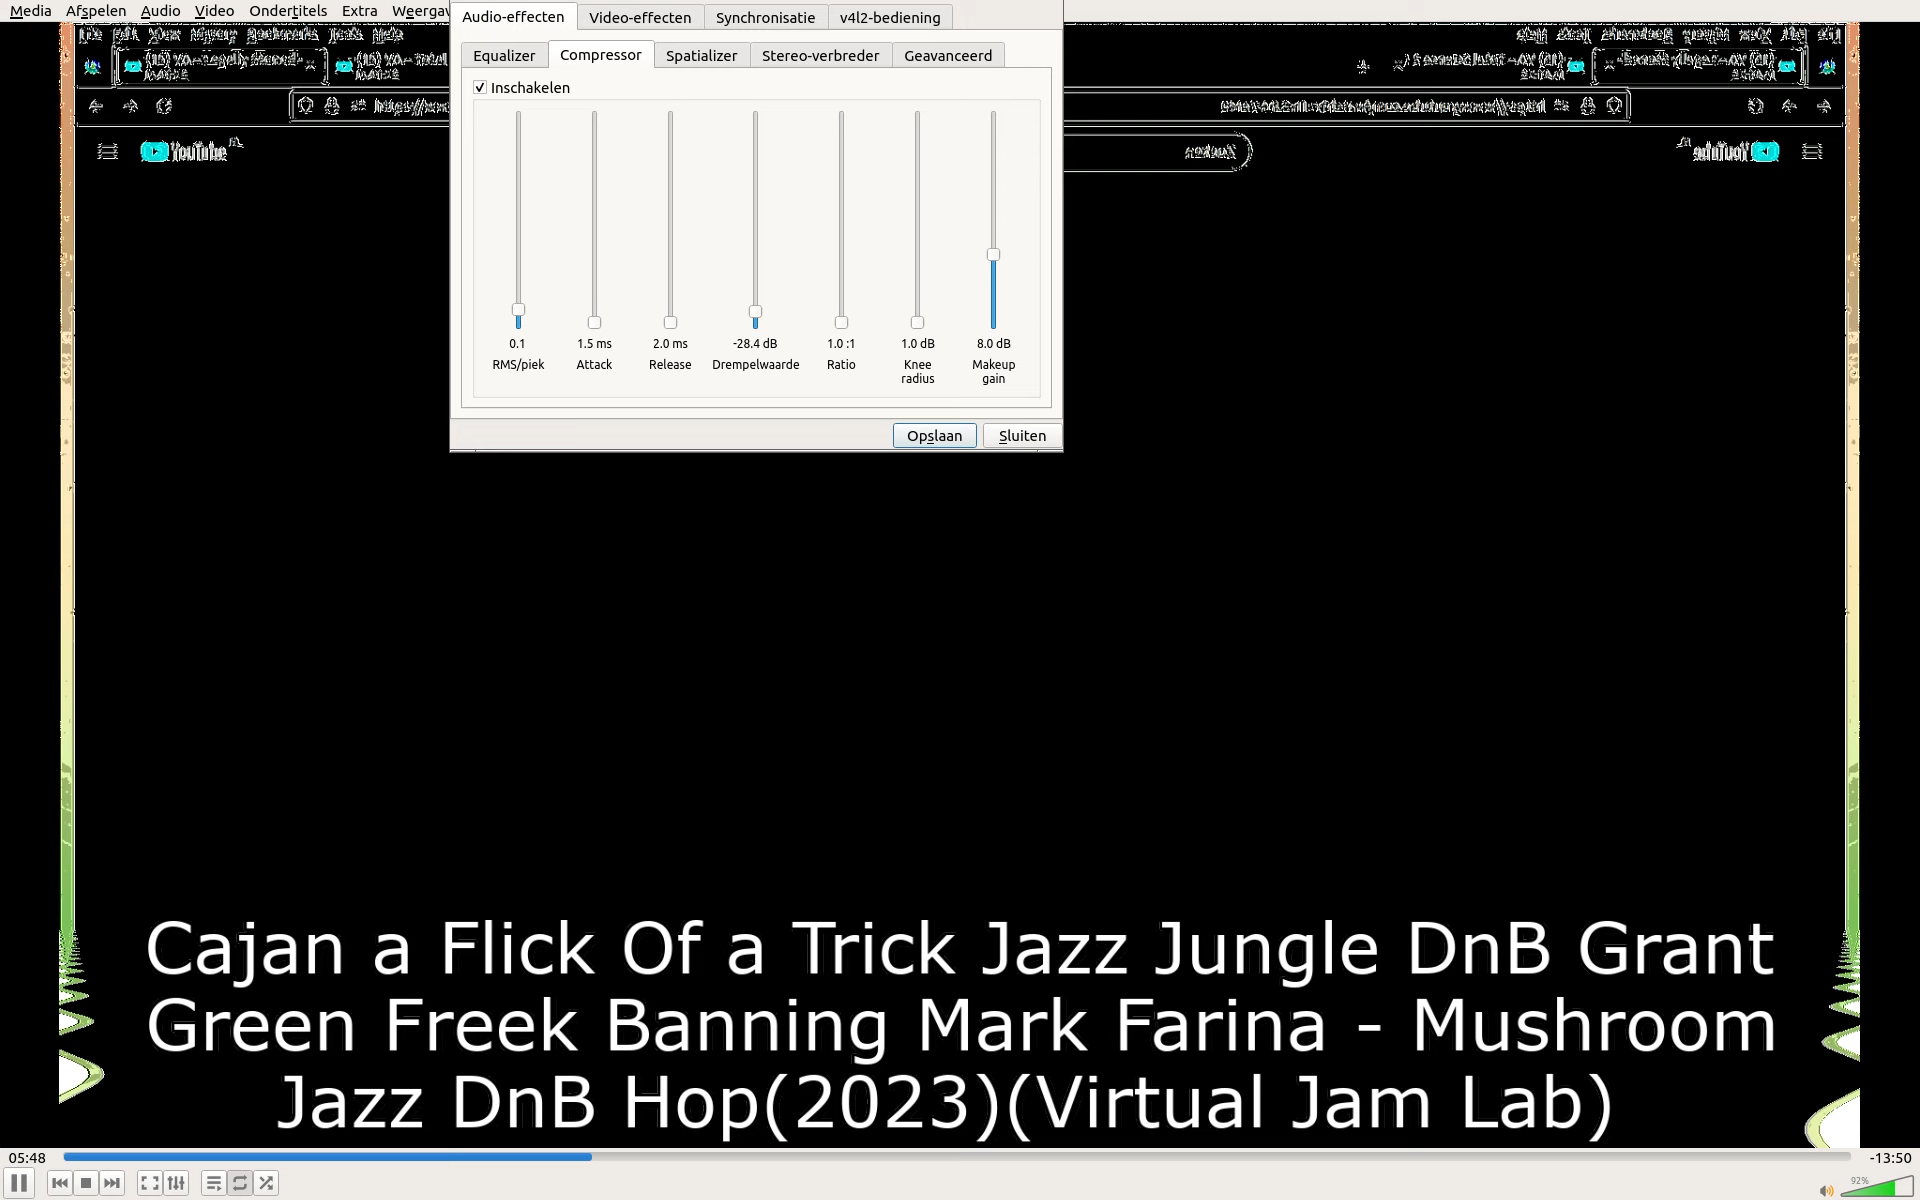 Media Afspelen Audio Video Ondertitels Extra
Audio-effecten Video-effecten Synchronisatie v4l2-bediening
Equalizer Compressor Spatializer Stereo-verbreder Geavanceerd
Inschakelen
0.1 1.5 ms 2.0 ms -28.4 dB 1.0 :1 1.0 dB 8.0 dB
RMS/piek Attack Release Drempelwaarde Ratio Knee radius Makeup gain
Opslaan Sluiten
YouTube
Cajan a Flick Of a Trick Jazz Jungle DnB Grant
Green Freek Banning Mark Farina - Mushroom
Jazz DnB Hop(2023)(Virtual Jam Lab)
05:48 -13:50
92%